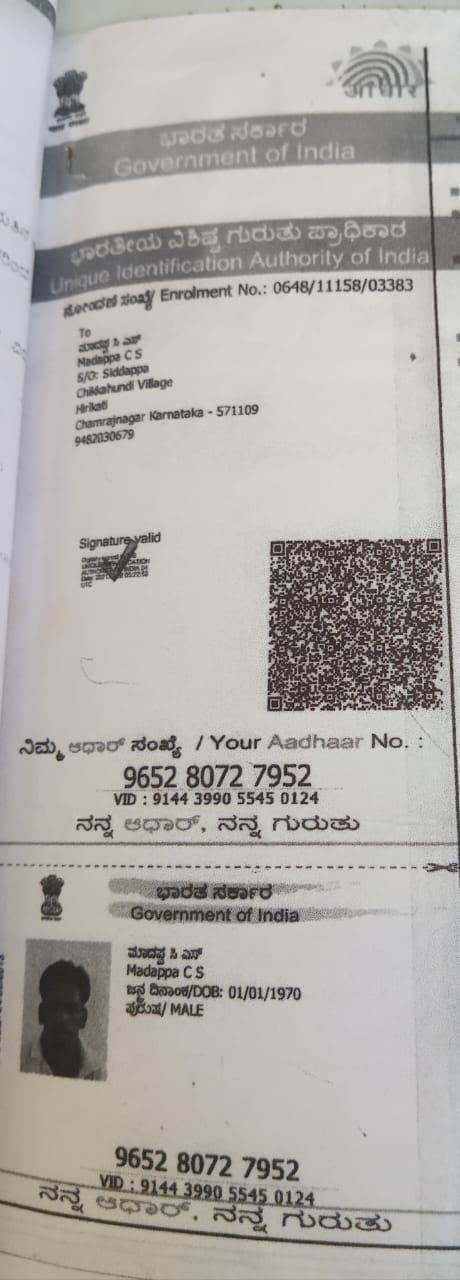 आधार
ಭಾರತ ಸರ್ಕಾರ
Government of India
ಭಾರತೀಯ ವಿಶಿಷ್ಟ ಗುರುತು ಪ್ರಾಧಿಕಾರ
Unique Identification Authority of India
ನೋಂದಣಿ ಸಂಖ್ಯೆ/ Enrolment No.: 0648/11158/03383
To
ಮಾದಪ್ಪ ಸಿ ಎಸ್
Madappa C S
S/O: Siddappa
Chikkahundi Village
Hirikati
Chamrajnagar Karnataka - 571109
9482030679
Signature valid
ನಿಮ್ಮ ಆಧಾರ್ ಸಂಖ್ಯೆ / Your Aadhaar No. :
9652 8072 7952
VID : 9144 3990 5545 0124
ನನ್ನ ಆಧಾರ್, ನನ್ನ ಗುರುತು
ಭಾರತ ಸರ್ಕಾರ
Government of India
ಮಾದಪ್ಪ ಸಿ ಎಸ್
Madappa C S
ಜನ್ಮ ದಿನಾಂಕ/DOB: 01/01/1970
ಪುರುಷ/ MALE
9652 8072 7952
VID : 9144 3990 5545 0124
ನನ್ನ ಆಧಾರ್, ನನ್ನ ಗುರುತು